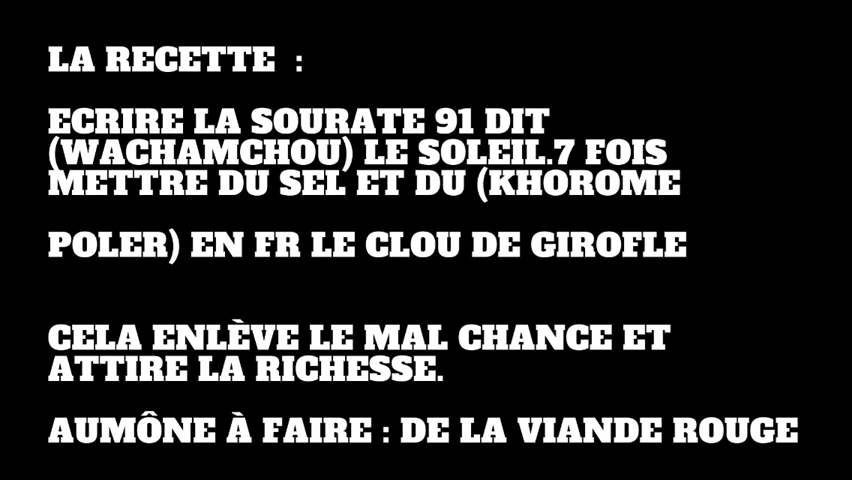 LA RECETTE :
ECRIRE LA SOURATE 91 DIT
(WACHAMCHOU) LE SOLEIL.7 FOIS
METTRE DU SEL ET DU (KHOROME
POLER) EN FR LE CLOU DE GIROFLE
CELA ENLÈVE LE MAL CHANCE ET
ATTIRE LA RICHESSE.
AUMÔNE À FAIRE : DE LA VIANDE ROUGE